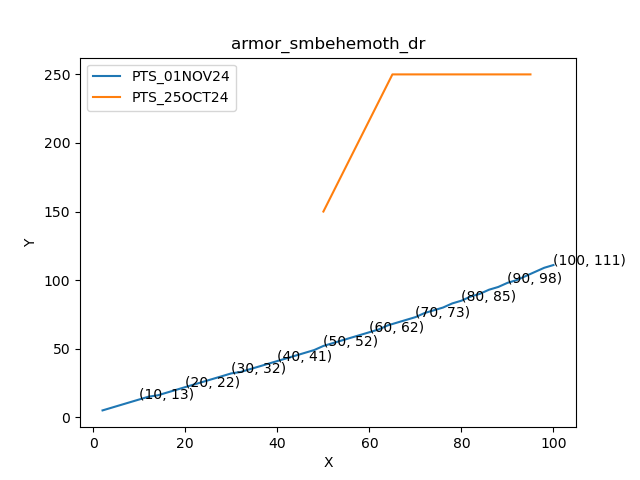 armor_smbehemoth_dr
PTS_01NOV24
PTS_25OCT24
250
200
150
100
50
0
Y
(100, 111)
(90, 98)
(80, 85)
(70, 73)
(60, 62)
(50, 52)
(40, 41)
(30, 32)
(20, 22)
(10, 13)
0 20 40 60 80 100
X